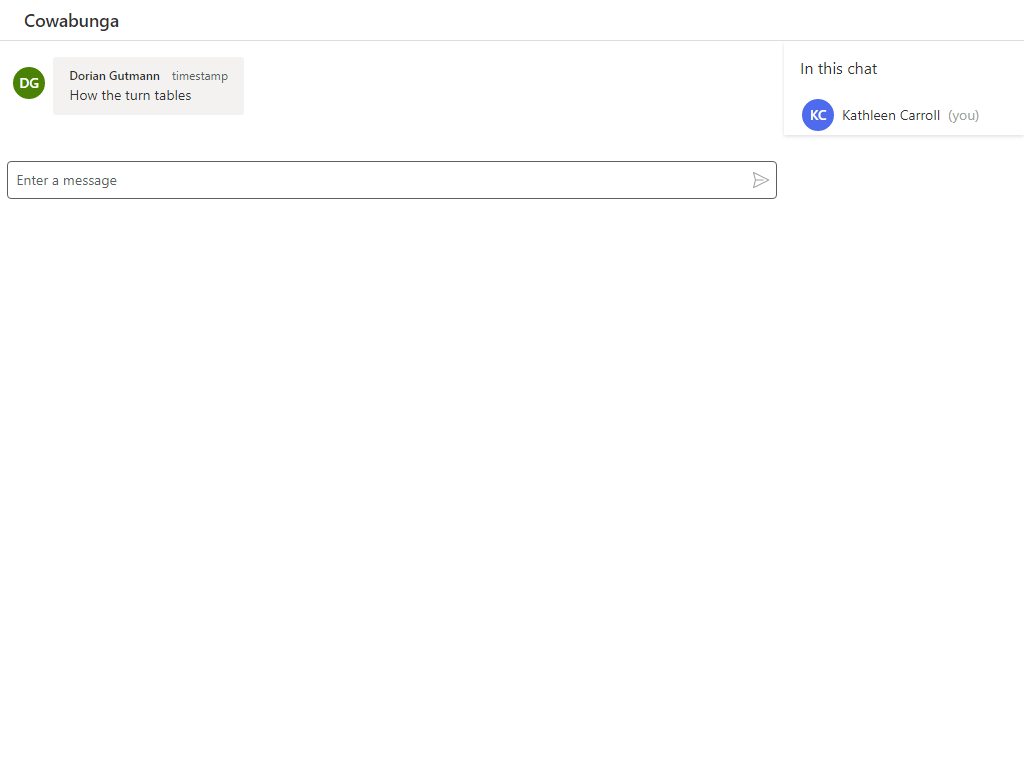 Cowabunga
DG
Dorian Gutmann timestamp
How the turn tables
Enter a message
In this chat
KC Kathleen Carroll (you)